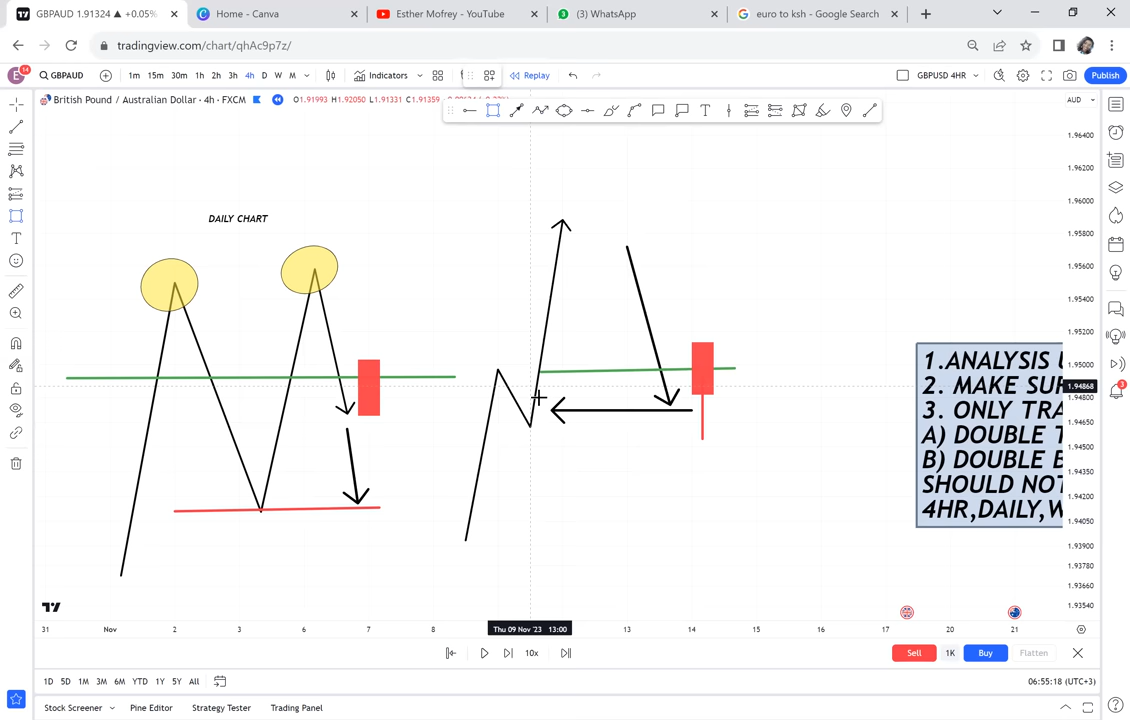 GBPAUD 1.91324 ▲ +0.05%
Home - Canva
Esther Mofrey - YouTube
(3) WhatsApp
euro to ksh - Google Search
tradingview.com/chart/qhAc9p7z/
E 14 GBPAUD 1m 15m 30m 1h 2h 3h 4h D W M Indicators Replay GBPUSD 4HR Publish
British Pound / Australian Dollar · 4h · FXCM O1.91993 H1.92050 L1.91331 C1.91359
AUD
1.96400
1.96200
1.96000
1.95800
1.95600
1.95400
1.95200
1.95000
1.94868
1.94800
1.94650
1.94500
1.94350
1.94200
1.94050
1.93900
1.93780
1.93660
1.93540
DAILY CHART
1.ANALYSIS
2. MAKE SUR
3. ONLY TRA
A) DOUBLE T
B) DOUBLE B
SHOULD NOT
4HR,DAILY,W
3
31 Nov 2 3 6 7 8 Thu 09 Nov '23 13:00 13 14 15 16 17 20 21
10x
Sell 1K Buy Flatten
1D 5D 1M 3M 6M YTD 1Y 5Y All
06:55:18 (UTC+3)
Stock Screener Pine Editor Strategy Tester Trading Panel